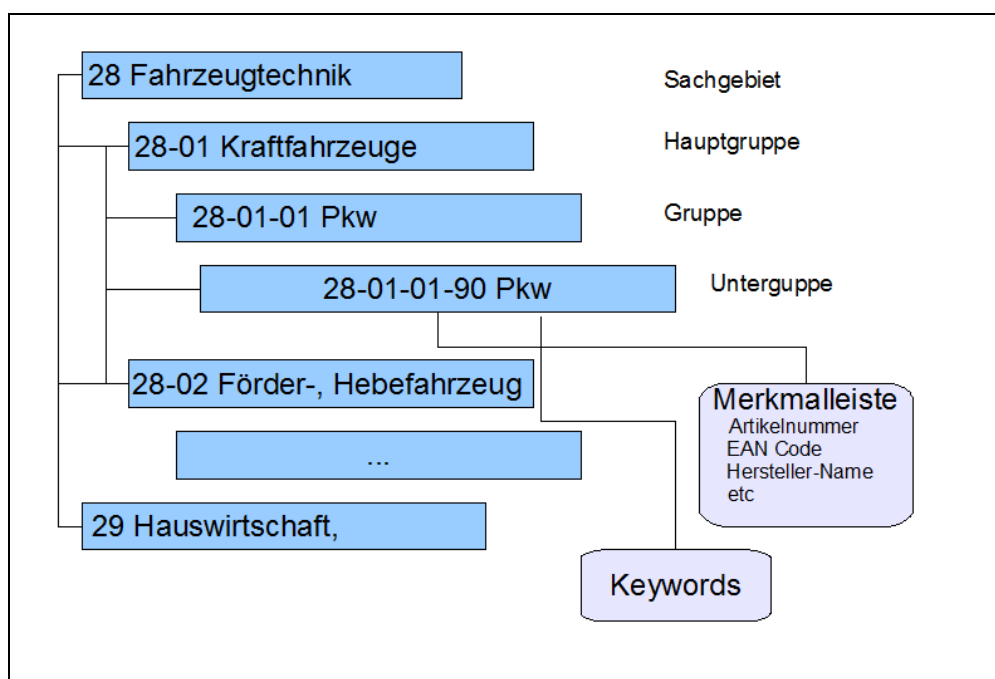 28 Fahrzeugtechnik
Sachgebiet
28-01 Kraftfahrzeuge
Hauptgruppe
28-01-01 Pkw
Gruppe
28-01-01-90 Pkw
Unterguppe
28-02 Förder-, Hebefahrzeug
Merkmalleiste
Artikelnummer
EAN Code
Hersteller-Name
etc
...
29 Hauswirtschaft,
Keywords